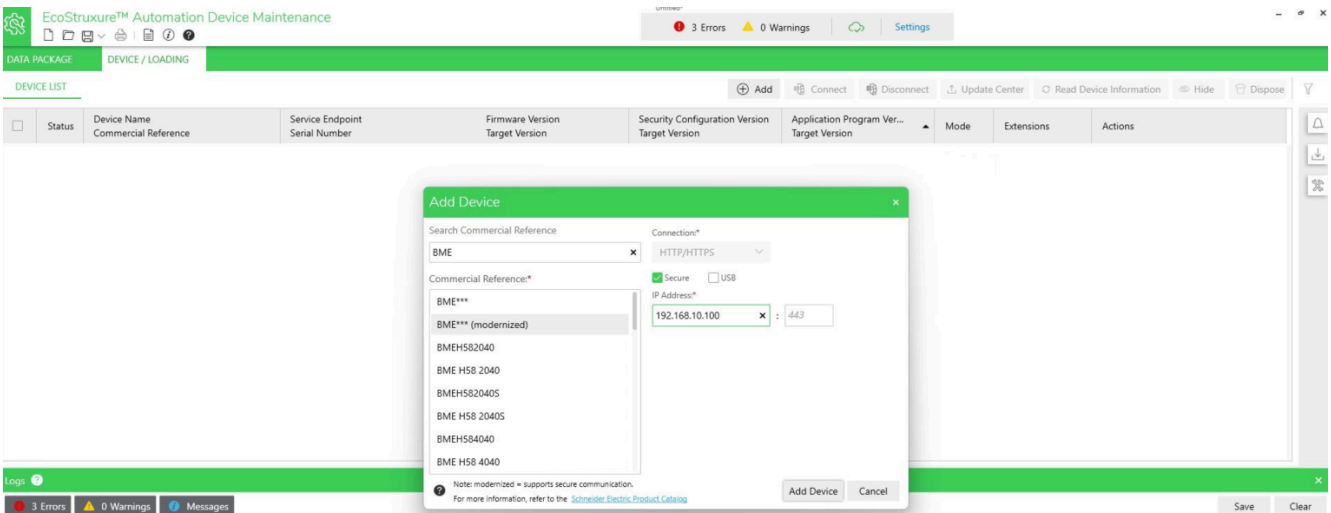 Untitled*
EcoStruxure™ Automation Device Maintenance
3 Errors 0 Warnings Settings
DATA PACKAGE DEVICE / LOADING
DEVICE LIST
Add Connect Disconnect Update Center Read Device Information Hide Dispose
Status Device Name Service Endpoint Firmware Version Security Configuration Version Application Program Ver... Mode Extensions Actions
Commercial Reference Serial Number Target Version Target Version Target Version
Add Device
Search Commercial Reference Connection:*
BME HTTP/HTTPS
Commercial Reference:* Secure USB
BME*** IP Address:*
BME*** (modernized) 192.168.10.100 : 443
BMEH582040
BME H58 2040
BMEH582040S
BME H58 2040S
BMEH584040
BME H58 4040
Note: modernized = supports secure communication.
For more information, refer to the Schneider Electric Product Catalog
Add Device Cancel
Logs
3 Errors 0 Warnings Messages Save Clear